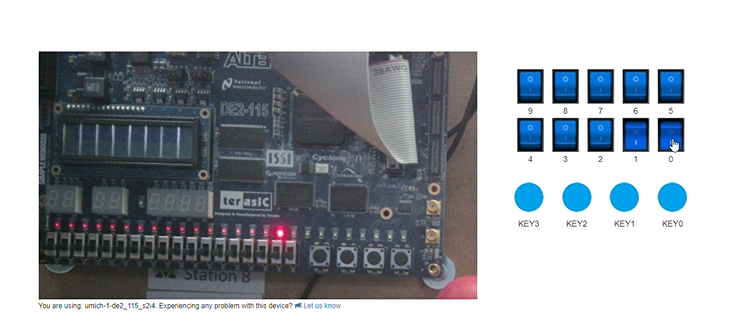 ALTE
National
Semiconductor
28AWG
DE2-115
ISSI
Cyclone
terasIC
Station 8
9 8 7 6 5
4 3 2 1 0
KEY3 KEY2 KEY1 KEY0
You are using: umich-1-de2_115_s2i4. Experiencing any problem with this device? Let us know